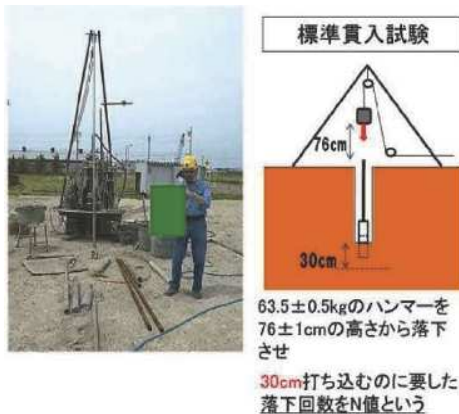 標準貫入試験
76cm
30cm
63.5±0.5kgのハンマーを
76±1cmの高さから落下
させ
30cm打ち込むのに要した
落下回数をN値という